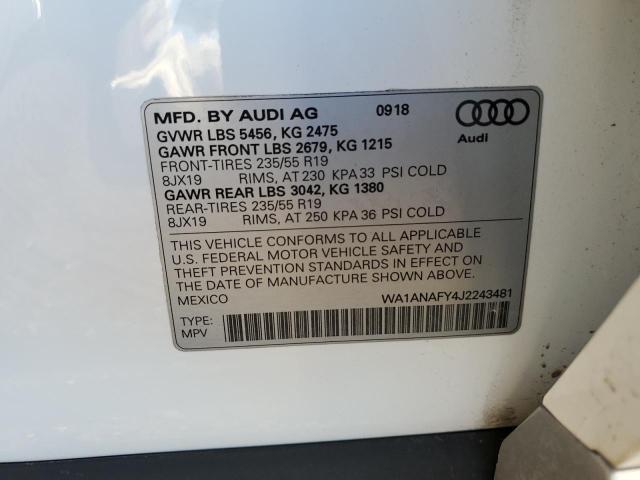 MFD. BY AUDI AG 0918
GVWR LBS 5456, KG 2475
GAWR FRONT LBS 2679, KG 1215
FRONT-TIRES 235/55 R19
8JX19 RIMS, AT 230 KPA 33 PSI COLD
GAWR REAR LBS 3042, KG 1380
REAR-TIRES 235/55 R19
8JX19 RIMS, AT 250 KPA 36 PSI COLD
Audi
THIS VEHICLE CONFORMS TO ALL APPLICABLE
U.S. FEDERAL MOTOR VEHICLE SAFETY AND
THEFT PREVENTION STANDARDS IN EFFECT ON
THE DATE OF MANUFACTURE SHOWN ABOVE.
MEXICO WA1ANAFY4J2243481
TYPE:
MPV